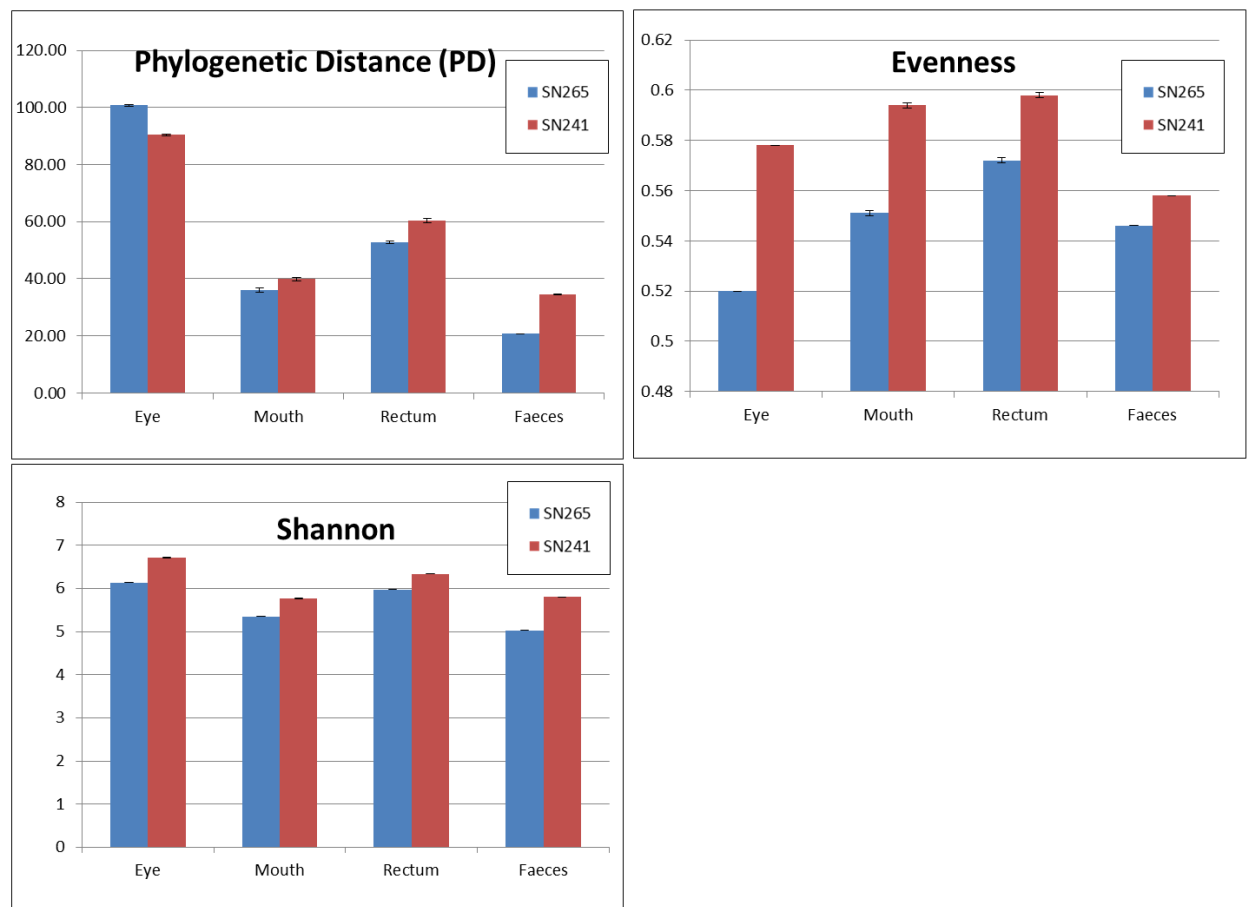 Phylogenetic Distance (PD)
120.00
100.00
80.00
60.00
40.00
20.00
0.00
SN265
SN241
Eye Mouth Rectum Faeces
Evenness
0.62
0.6
0.58
0.56
0.54
0.52
0.5
0.48
SN265
SN241
Eye Mouth Rectum Faeces
Shannon
8
7
6
5
4
3
2
1
0
SN265
SN241
Eye Mouth Rectum Faeces